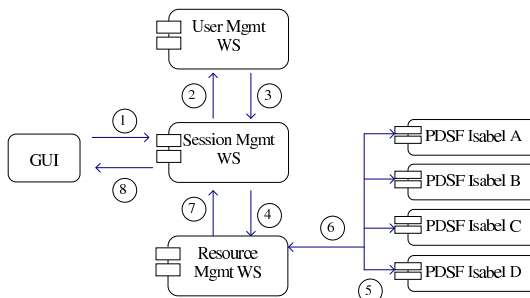 User Mgmt
WS
2
3
1
Session Mgmt
WS
GUI
8
7
4
6
Resource
Mgmt WS
PDSF Isabel A
PDSF Isabel B
PDSF Isabel C
PDSF Isabel D
5